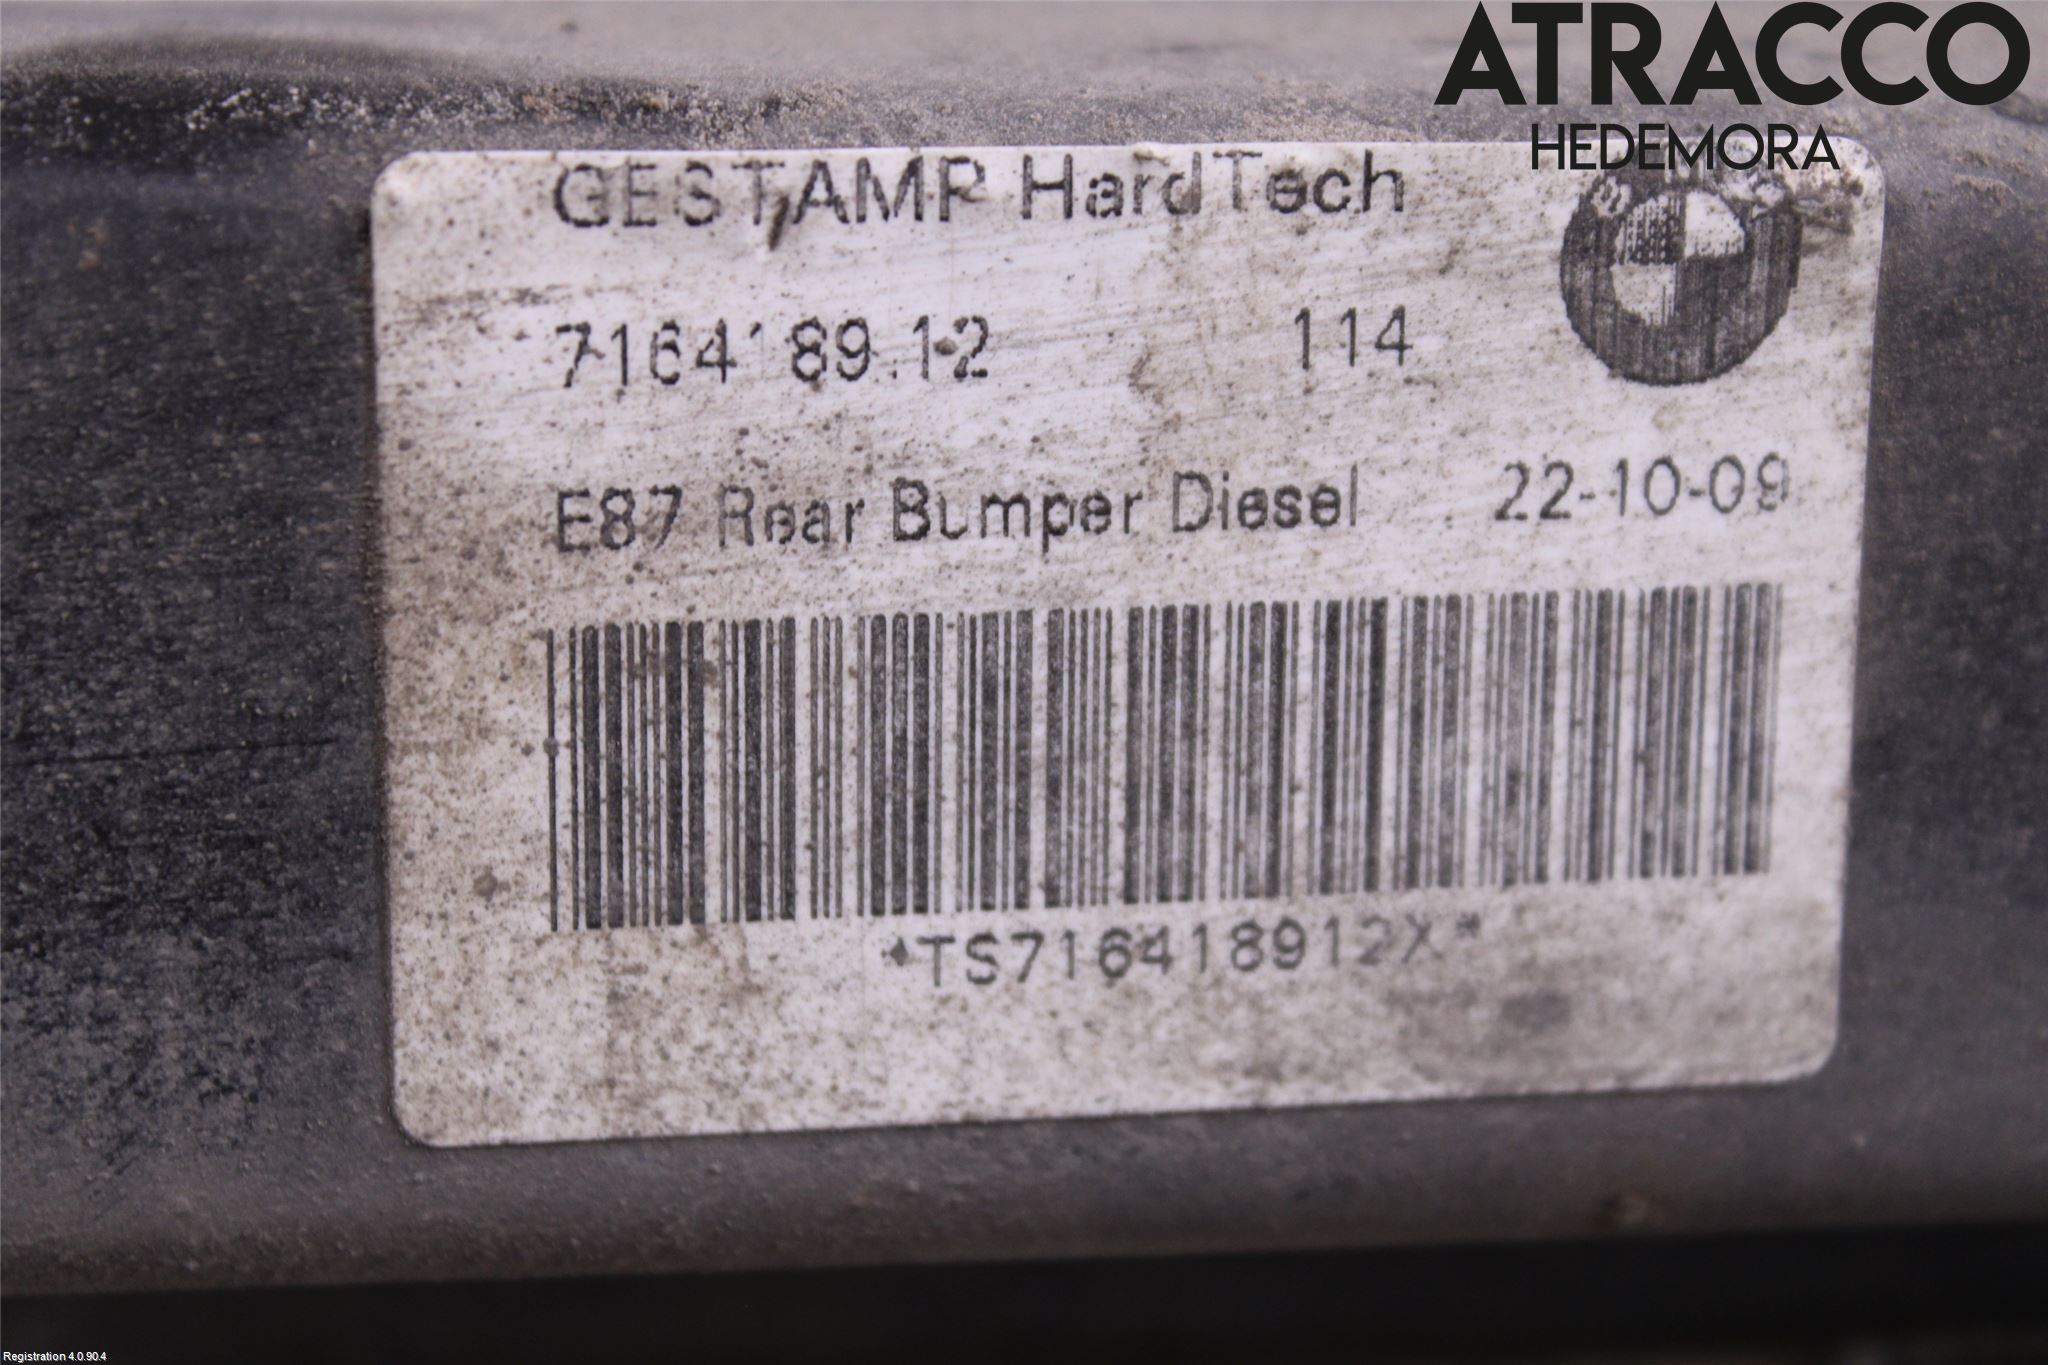 ATRACCO
HEDEMORA
GESTAMP HardTech
7164189.12 114
E87 Rear Bumper Diesel 22-10-09
*TS716418912X*
Registration 4.0.90.4